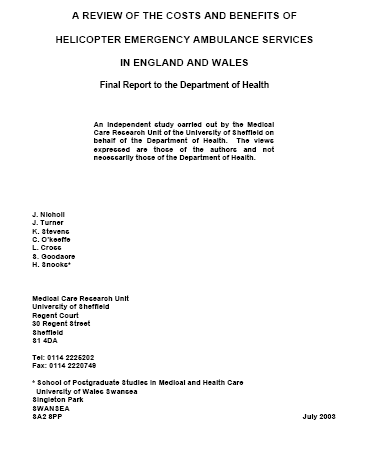 A REVIEW OF THE COSTS AND BENEFITS OF
HELICOPTER EMERGENCY AMBULANCE SERVICES
IN ENGLAND AND WALES
Final Report to the Department of Health
An independent study carried out by the Medical
Care Research Unit of the University of Sheffield on
behalf of the Department of Health. The views
expressed are those of the authors and not
necessarily those of the Department of Health.
J. Nicholl
J. Turner
K. Stevens
C. O'keeffe
L. Cross
S. Goodacre
H. Snooks*
Medical Care Research Unit
University of Sheffield
Regent Court
30 Regent Street
Sheffield
S1 4DA
Tel: 0114 2225202
Fax: 0114 2220749
* School of Postgraduate Studies in Medical and Health Care
University of Wales Swansea
Singleton Park
SWANSEA
SA2 8PP July 2003